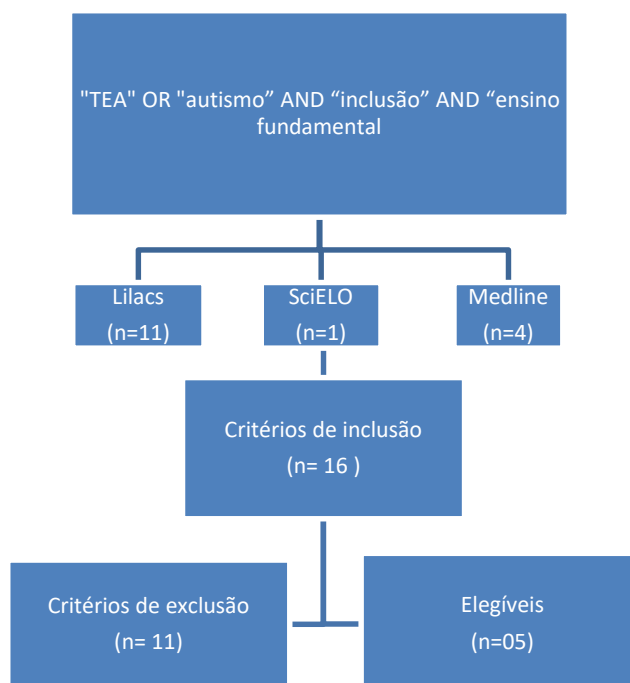 "TEA" OR "autismo” AND “inclusão” AND “ensino
fundamental
Lilacs
(n=11)
SciELO
(n=1)
Medline
(n=4)
Critérios de inclusão
(n= 16 )
Critérios de exclusão
(n= 11)
Elegíveis
(n=05)